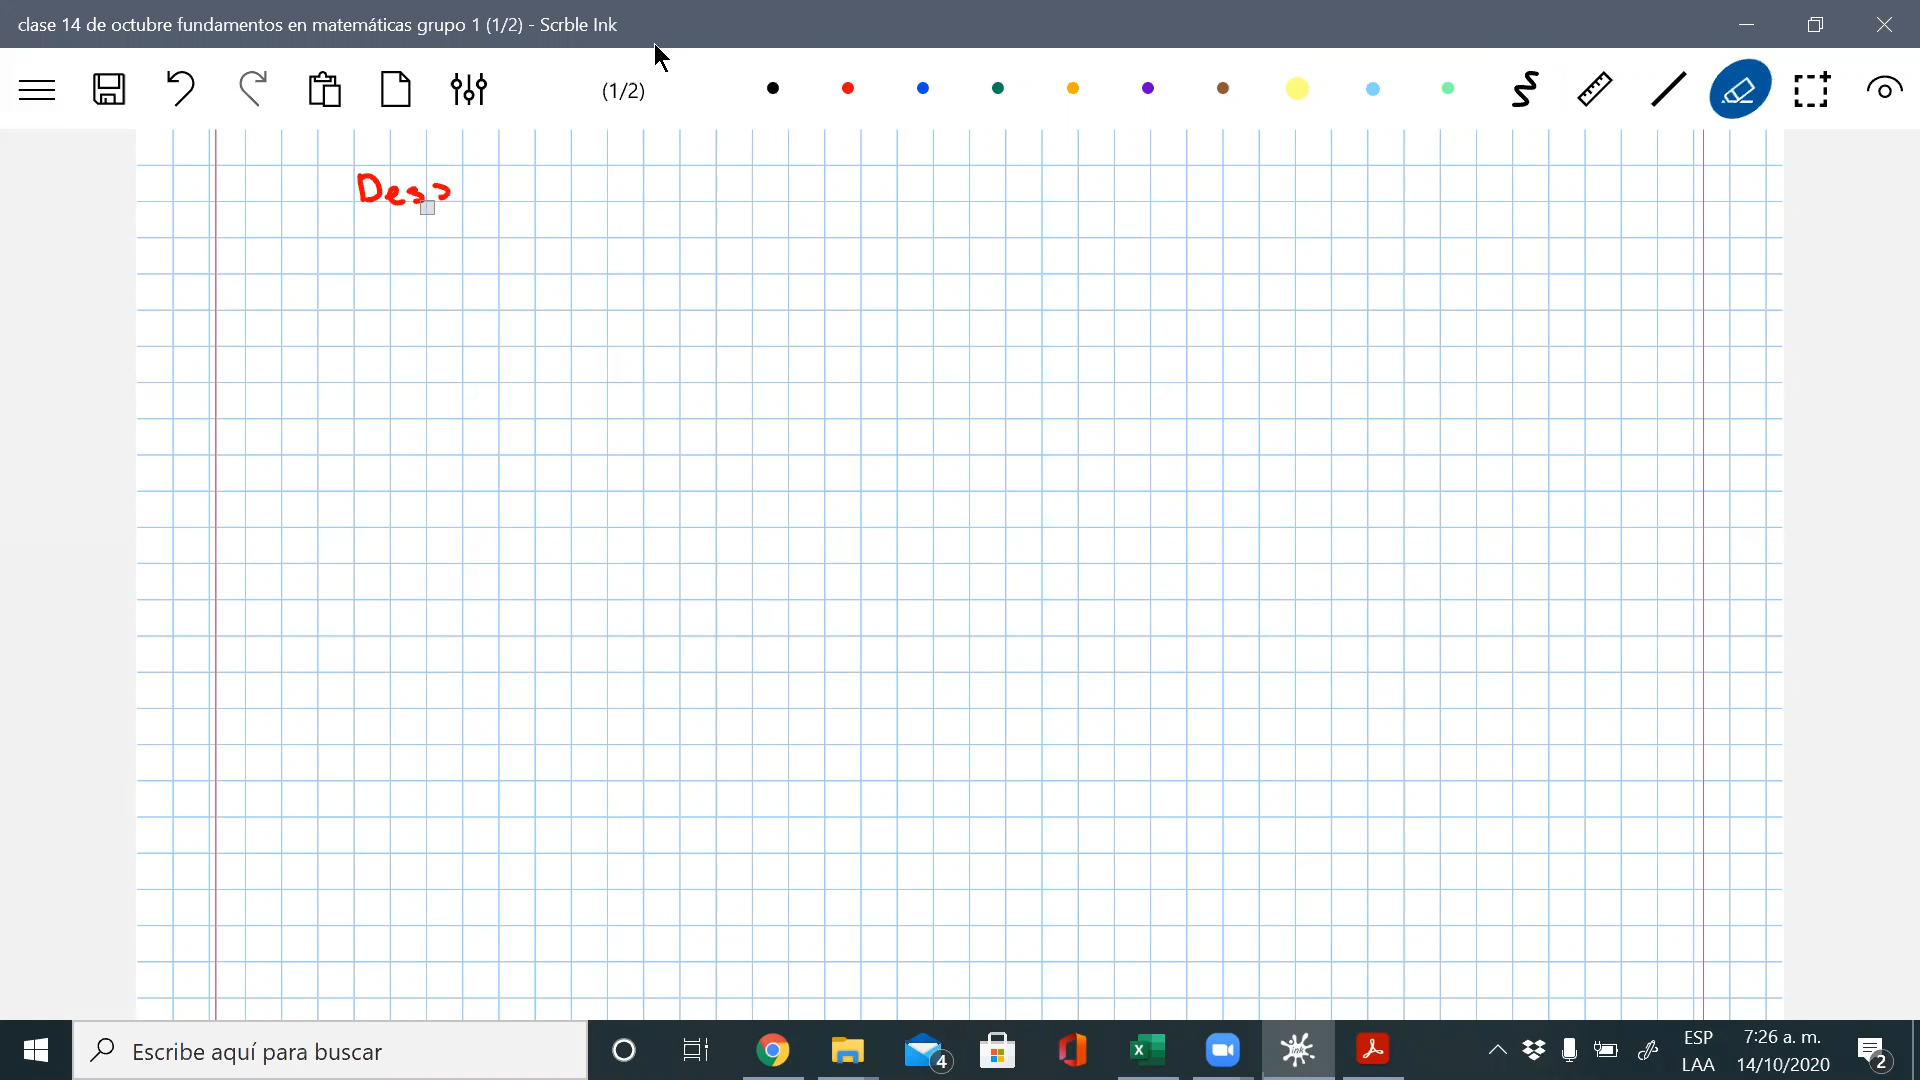 clase 14 de octubre fundamentos en matemáticas grupo 1 (1/2) - Scrble Ink
(1/2)
Des
Escribe aquí para buscar
4
ESP
LAA
7:26 a. m.
14/10/2020
2